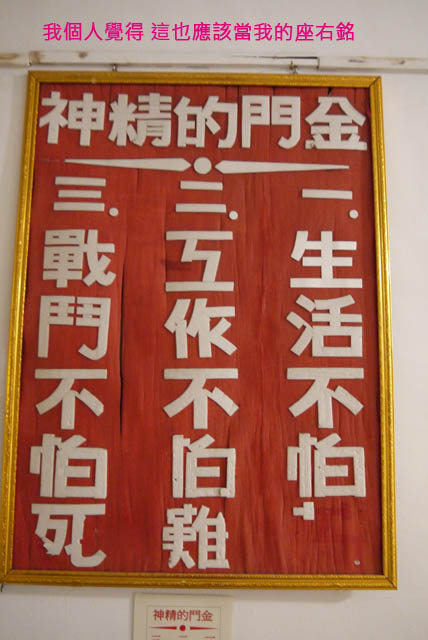 我個人覺得 這也應該當我的座右銘
金門的精神
一.生活不怕
二.工作不怕難
三.戰鬥不怕死
金門的精神